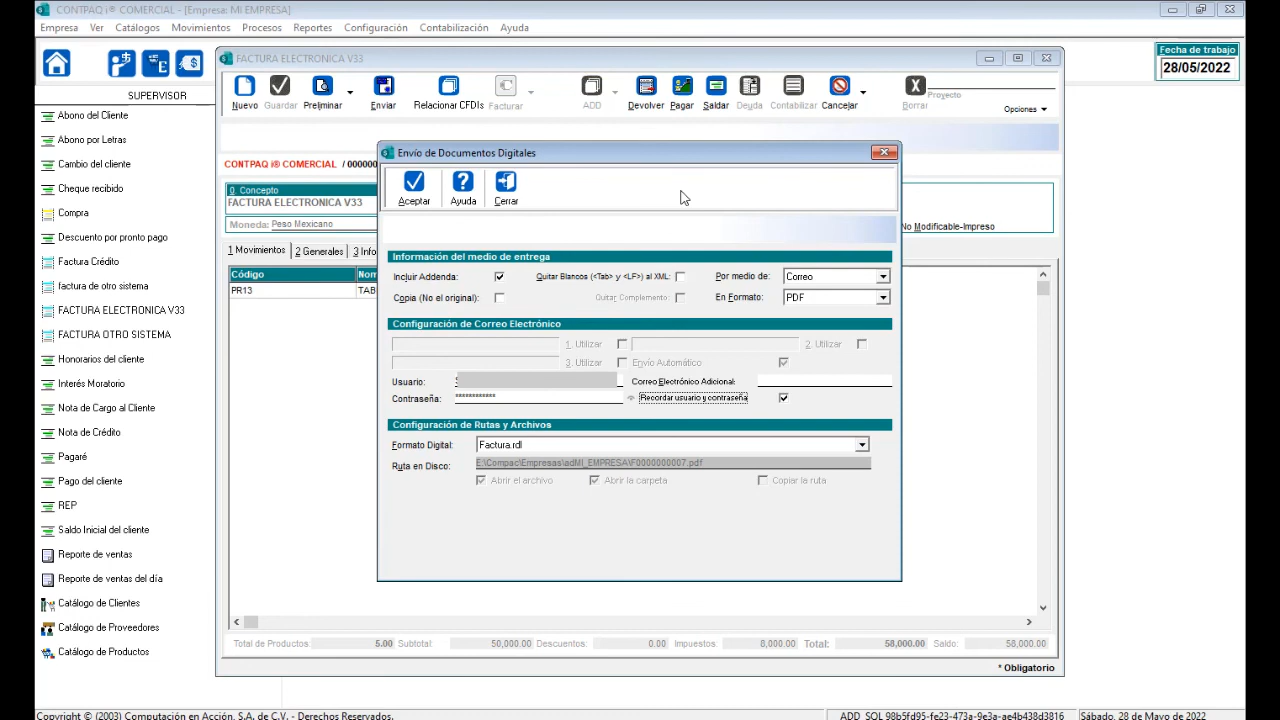 CONTPAQ i® COMERCIAL - [Empresa: MI EMPRESA]
Empresa Ver Catálogos Movimientos Procesos Reportes Configuración Contabilización Ayuda
Fecha de trabajo
28/05/2022
SUPERVISOR
Abono del Cliente
Abono por Letras
Cambio del cliente
Cheque recibido
Compra
Descuento por pronto pago
Factura Crédito
factura de otro sistema
FACTURA ELECTRONICA V33
FACTURA OTRO SISTEMA
Honorarios del cliente
Interés Moratorio
Nota de Cargo al Cliente
Nota de Crédito
Pagaré
Pago del cliente
REP
Saldo Inicial del cliente
Reporte de ventas
Reporte de ventas del día
Catálogo de Clientes
Catálogo de Proveedores
Catálogo de Productos
FACTURA ELECTRONICA V33
Nuevo Guardar Preliminar Enviar Relacionar CFDIs Facturar ADD Devolver Pagar Saldar Deuda Contabilizar Cancelar Borrar
Proyecto
Opciones
CONTPAQ i® COMERCIAL / 000000
0 Concepto
FACTURA ELECTRONICA V33
Moneda: Peso Mexicano
No Modificable-Impreso
1 Movimientos 2 Generales 3 Info
Código Nom
PR13 TAB
Envío de Documentos Digitales
Aceptar Ayuda Cerrar
Información del medio de entrega
Incluir Addenda: Quitar Blancos (<Tab> y <LF>) al XML: Por medio de: Correo
Copia (No el original): Quitar Complemento: En Formato: PDF
Configuración de Correo Electrónico
1. Utilizar 2. Utilizar
3. Utilizar Envío Automático
Usuario: Correo Electrónico Adicional:
Contraseña: ************ Recordar usuario y contraseña
Configuración de Rutas y Archivos
Formato Digital: Factura.rdl
Ruta en Disco: E:\Compac\Empresas\adMI_EMPRESA\F0000000007.pdf
Abrir el archivo Abrir la carpeta Copiar la ruta
Total de Productos: 5.00 Subtotal: 50,000.00 Descuentos: 0.00 Impuestos: 8,000.00 Total: 58,000.00 Saldo: 58,000.00
* Obligatorio
Copyright © (2003) Computación en Acción, S.A. de C.V. - Derechos Reservados. ADD_SQL 98b5fd95-fe23-473a-9e3a-ae4b438d3816 Sábado, 28 de Mayo de 2022